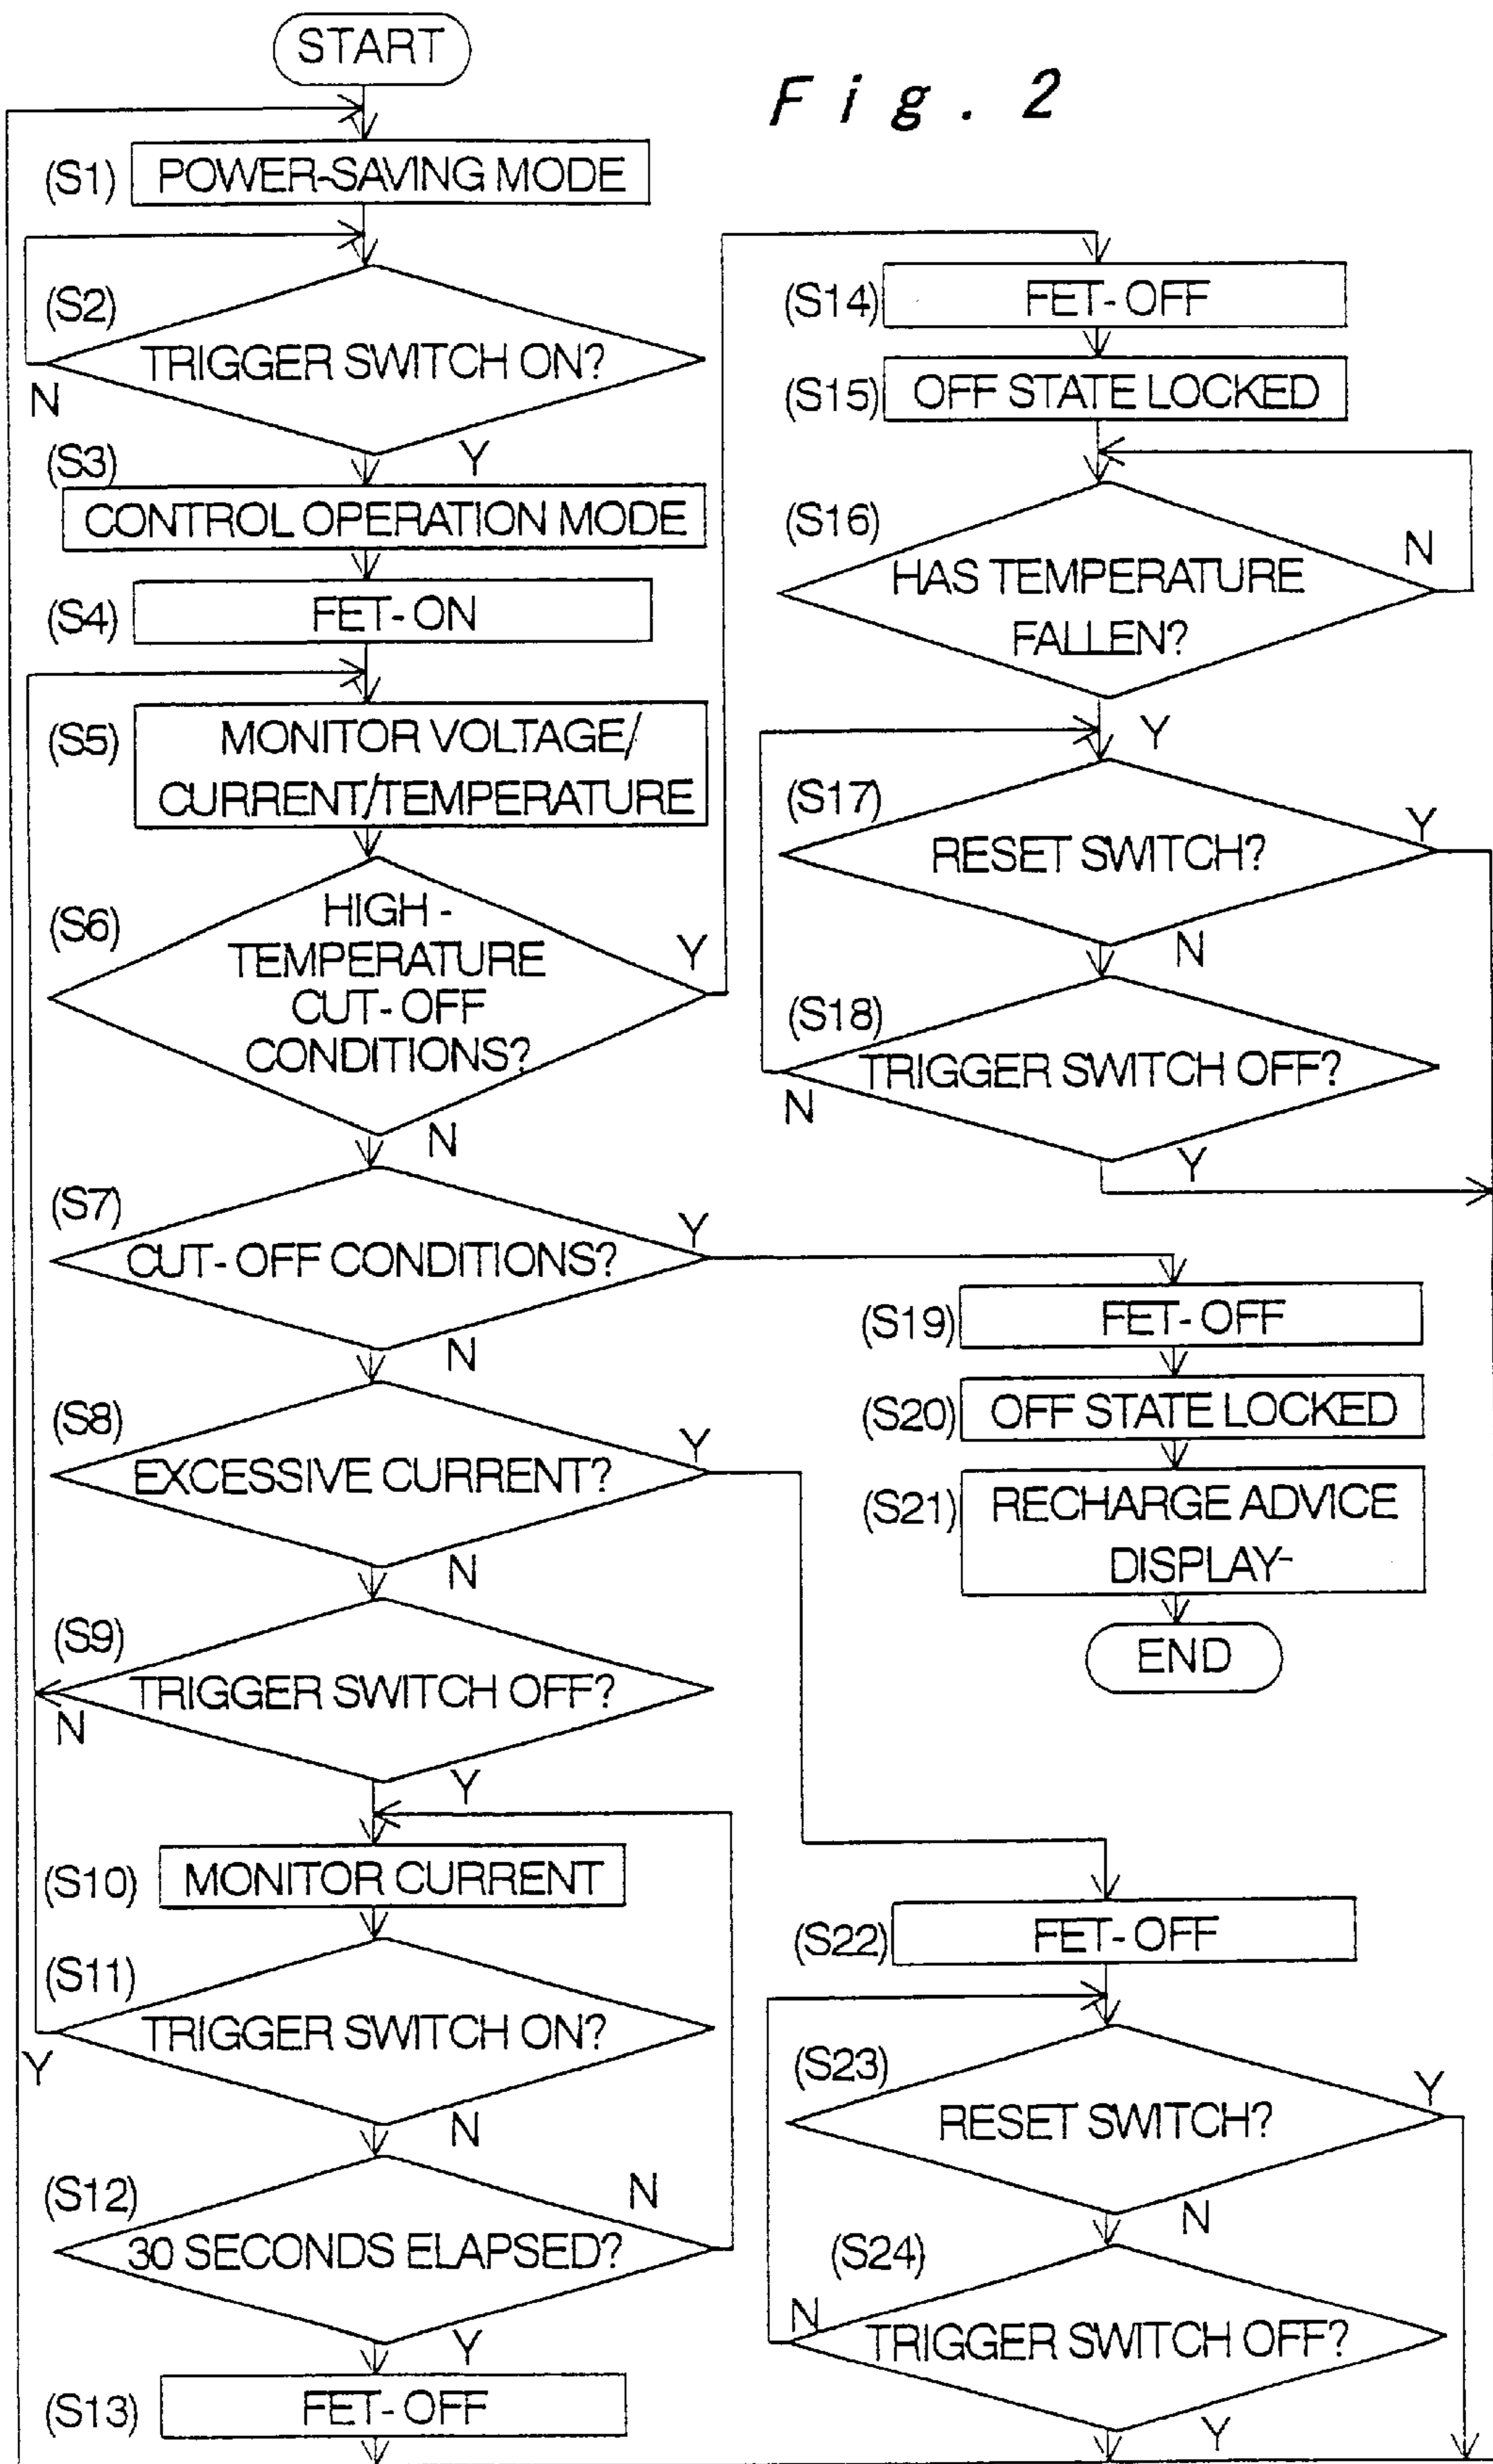 START
Fig. 2
(S1) POWER-SAVING MODE
(S2)
TRIGGER SWITCH ON?
N
Y
(S3)
CONTROL OPERATION MODE
(S4) FET-ON
(S5) MONITOR VOLTAGE/
CURRENT/TEMPERATURE
(S6) HIGH-
TEMPERATURE
CUT-OFF
CONDITIONS?
Y
N
(S7)
CUT-OFF CONDITIONS?
Y
N
(S8)
EXCESSIVE CURRENT?
Y
N
(S9)
TRIGGER SWITCH OFF?
N
Y
(S10) MONITOR CURRENT
(S11)
TRIGGER SWITCH ON?
Y
N
(S12)
30 SECONDS ELAPSED?
N
Y
(S13) FET-OFF
(S14) FET-OFF
(S15) OFF STATE LOCKED
(S16)
HAS TEMPERATURE
FALLEN?
N
Y
(S17)
RESET SWITCH?
Y
N
(S18)
TRIGGER SWITCH OFF?
N
Y
(S19) FET-OFF
(S20) OFF STATE LOCKED
(S21) RECHARGE ADVICE
DISPLAY-
END
(S22) FET-OFF
(S23)
RESET SWITCH?
Y
N
(S24)
TRIGGER SWITCH OFF?
N
Y